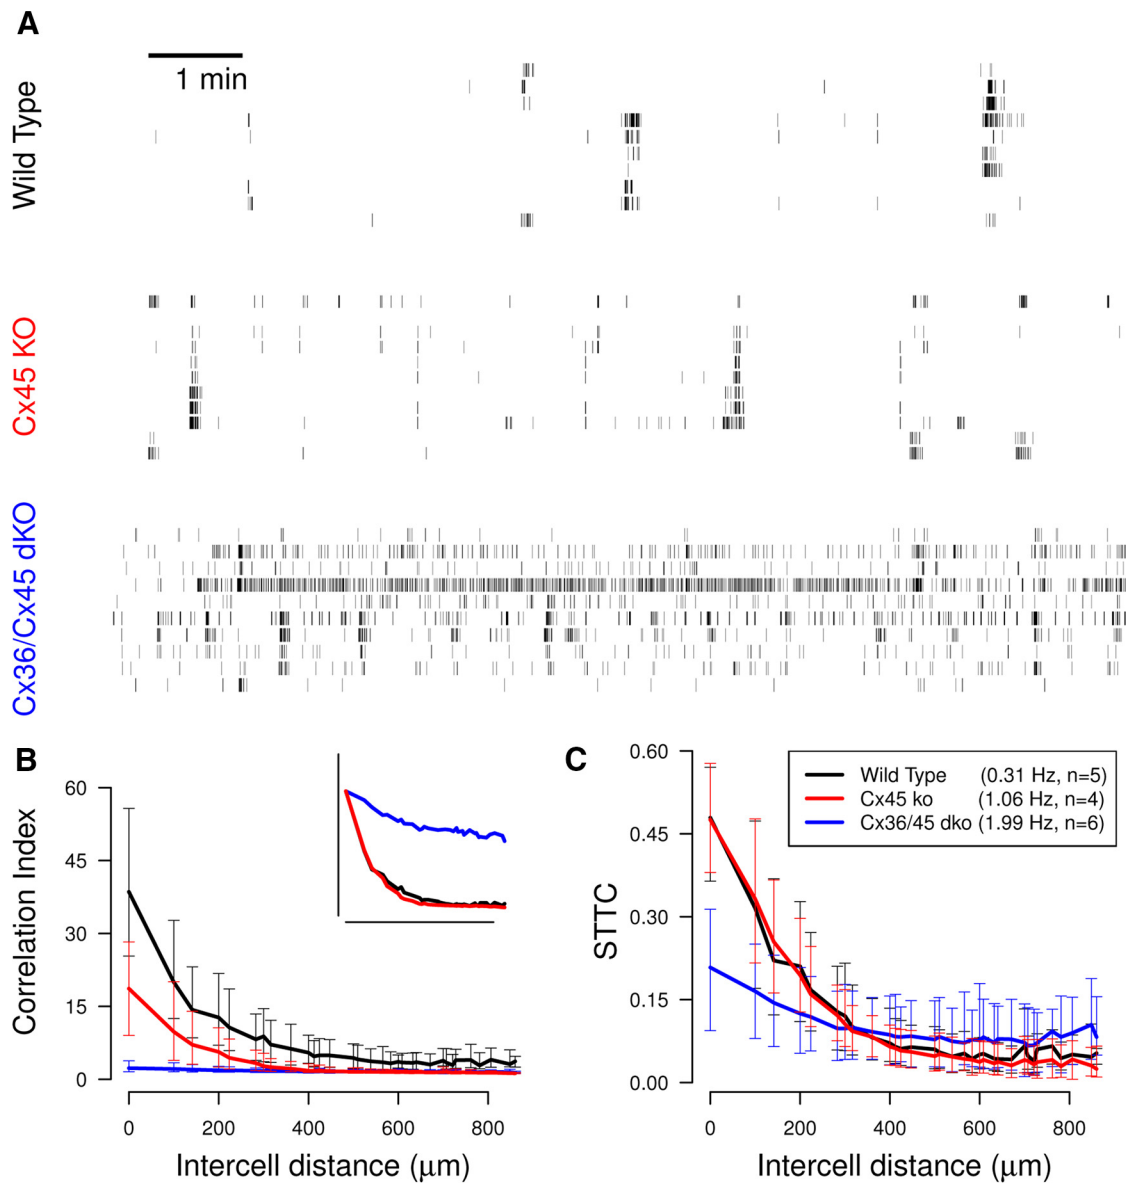 A
1 min
Wild Type
Cx45 KO
Cx36/Cx45 dKO
B
Correlation Index
60
45
30
15
0
0 200 400 600 800
Intercell distance (μm)
C
STTC
0.60
0.45
0.30
0.15
0.00
Wild Type (0.31 Hz, n=5)
Cx45 ko (1.06 Hz, n=4)
Cx36/45 dko (1.99 Hz, n=6)
0 200 400 600 800
Intercell distance (μm)